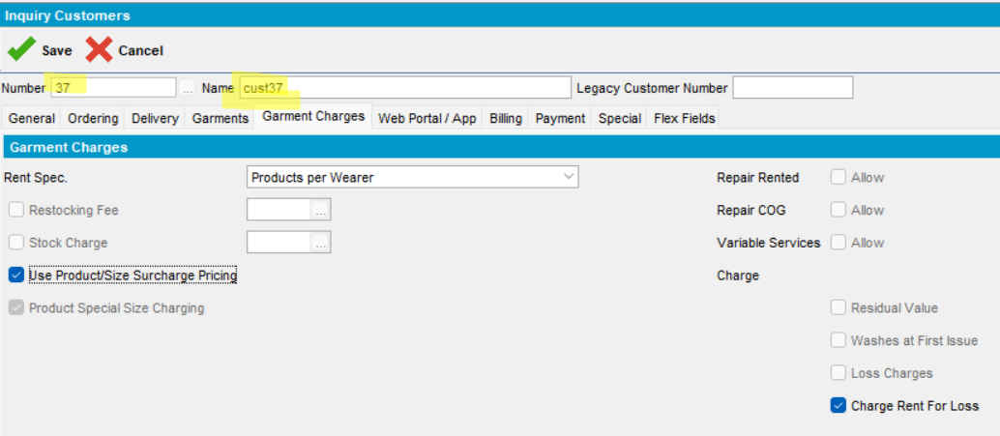 Inquiry Customers
Save Cancel
Number 37 ... Name cust37 Legacy Customer Number
General Ordering Delivery Garments Garment Charges Web Portal / App Billing Payment Special Flex Fields
Garment Charges
Rent Spec. Products per Wearer Repair Rented Allow
Restocking Fee ... Repair COG Allow
Stock Charge ... Variable Services Allow
Use Product/Size Surcharge Pricing Charge
Product Special Size Charging Residual Value
Washes at First Issue
Loss Charges
Charge Rent For Loss